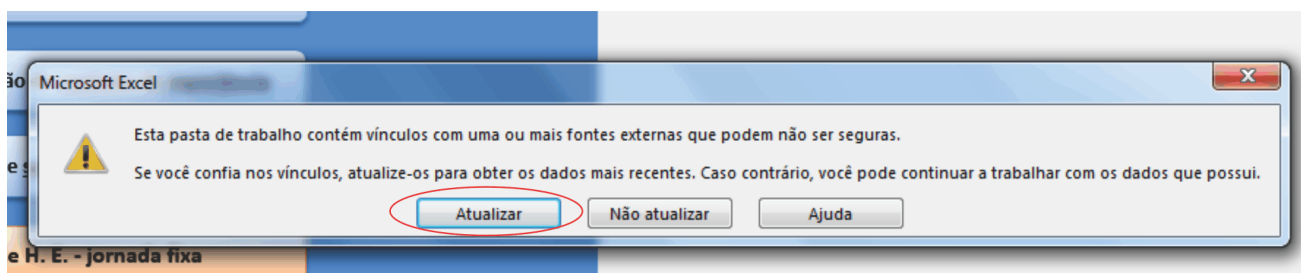 ão
Microsoft Excel
Esta pasta de trabalho contém vínculos com uma ou mais fontes externas que podem não ser seguras.
e
Se você confia nos vínculos, atualize-os para obter os dados mais recentes. Caso contrário, você pode continuar a trabalhar com os dados que possui.
Atualizar Não atualizar Ajuda
e H. E. - jornada fixa